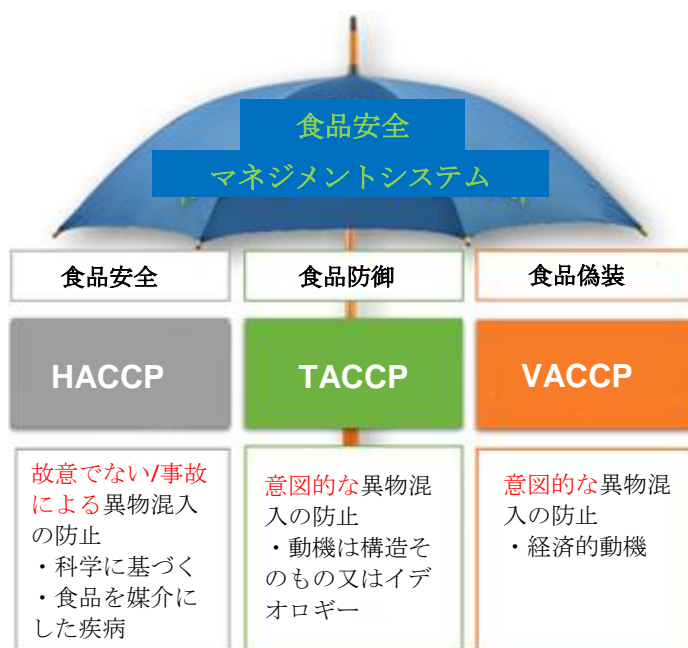 食品安全
マネジメントシステム
食品安全
食品防御
食品偽装
HACCP
TACCP
VACCP
故意でない/事故
による異物混入
の防止
・科学に基づく
・食品を媒介に
した疾病
意図的な異物混
入の防止
・動機は構造そ
のもの又はイデ
オロギー
意図的な異物混
入の防止
・経済的動機